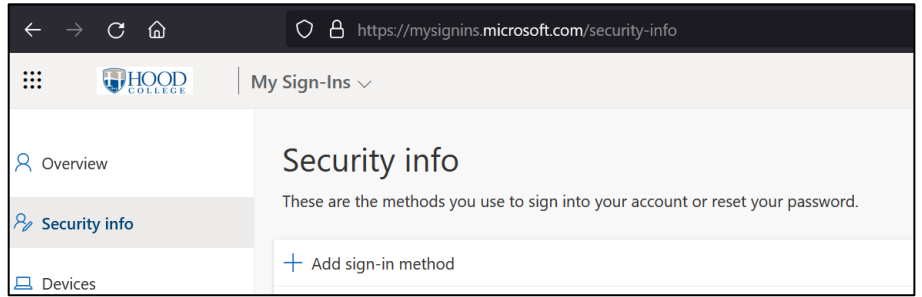 https://mysignins.microsoft.com/security-info
HOOD
COLLEGE
My Sign-Ins
Overview
Security info
Devices
Security info
These are the methods you use to sign into your account or reset your password.
+ Add sign-in method